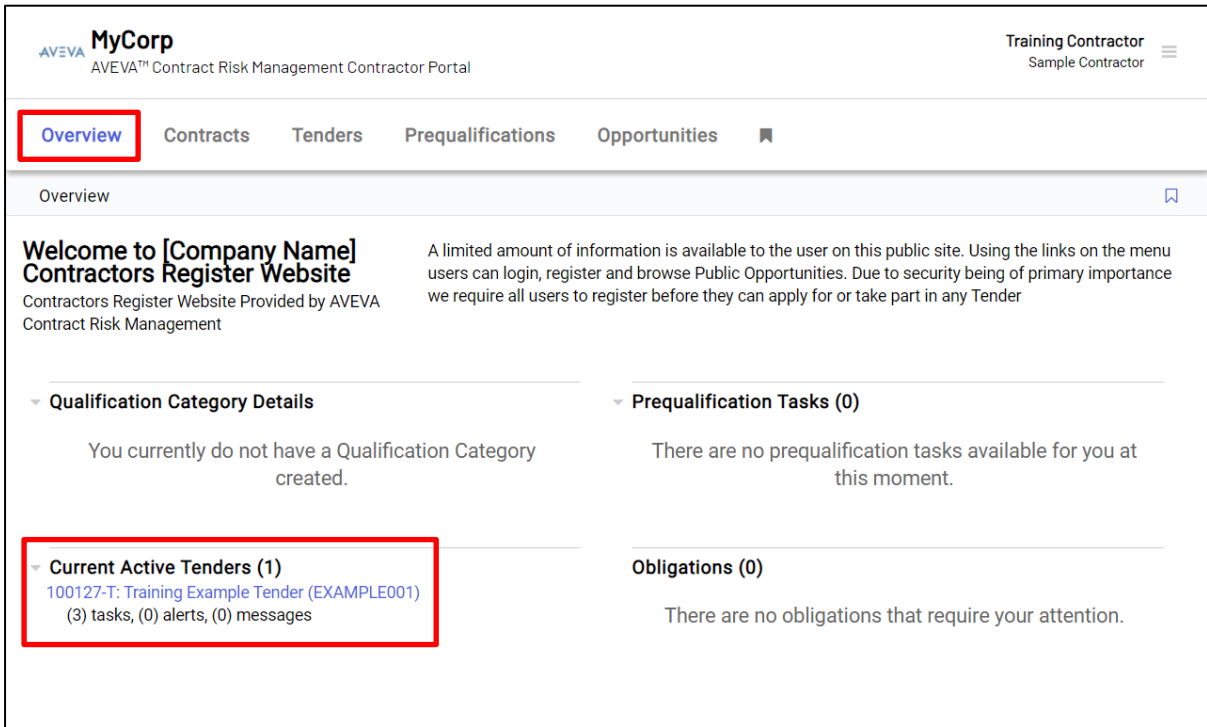 AVEVA MyCorp
AVEVA™ Contract Risk Management Contractor Portal
Training Contractor
Sample Contractor
Overview Contracts Tenders Prequalifications Opportunities
Overview
Welcome to [Company Name]
Contractors Register Website
Contractors Register Website Provided by AVEVA
Contract Risk Management
A limited amount of information is available to the user on this public site. Using the links on the menu
users can login, register and browse Public Opportunities. Due to security being of primary importance
we require all users to register before they can apply for or take part in any Tender
Qualification Category Details
You currently do not have a Qualification Category
created.
Prequalification Tasks (0)
There are no prequalification tasks available for you at
this moment.
Current Active Tenders (1)
100127-T: Training Example Tender (EXAMPLE001)
(3) tasks, (0) alerts, (0) messages
Obligations (0)
There are no obligations that require your attention.